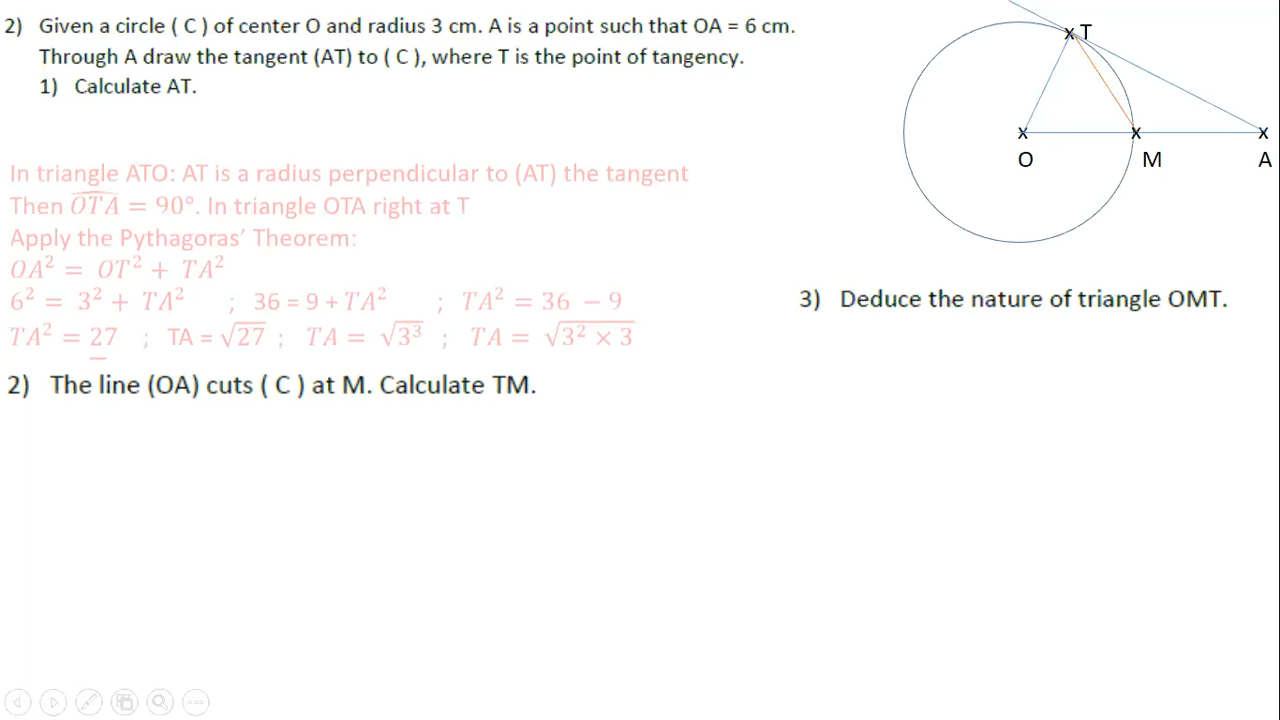 2) Given a circle ( C ) of center O and radius 3 cm. A is a point such that OA = 6 cm.
Through A draw the tangent (AT) to ( C ), where T is the point of tangency.
1) Calculate AT.
In triangle ATO: AT is a radius perpendicular to (AT) the tangent
Then \widehat{OTA} = 90°. In triangle OTA right at T
Apply the Pythagoras’ Theorem:
OA² = OT² + TA²
6² = 3² + TA² ; 36 = 9 + TA² ; TA² = 36 − 9
TA² = 27 ; TA = √27 ; TA = √3³ ; TA = √(3² × 3)
2) The line (OA) cuts ( C ) at M. Calculate TM.
x T
x x x
O M A
3) Deduce the nature of triangle OMT.